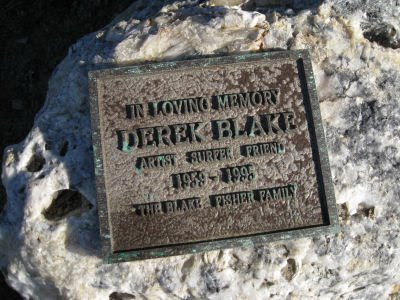 IN LOVING MEMORY
DEREK BLAKE
ARTIST SURFER FRIEND
1959 - 1995
THE BLAKE FISHER FAMILY